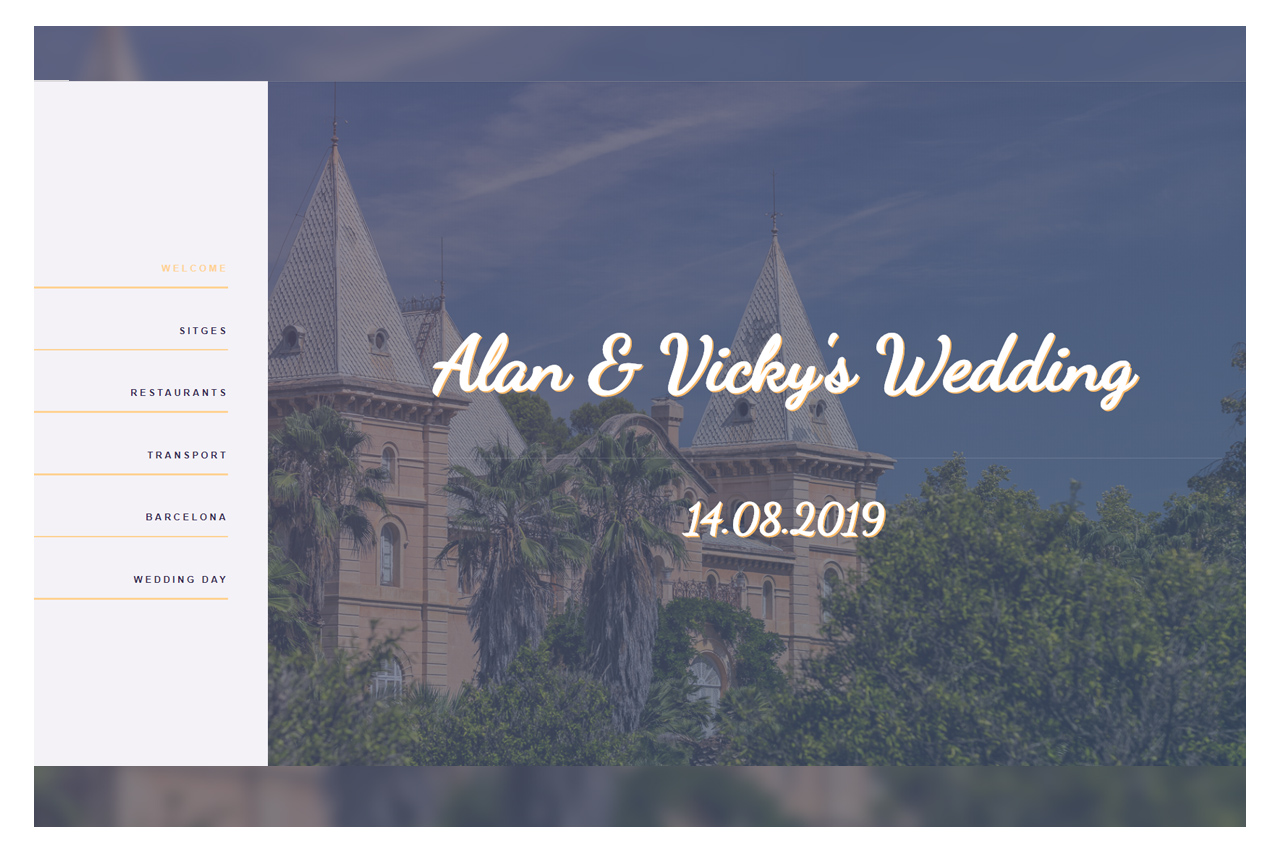 WELCOME
SITGES
RESTAURANTS
TRANSPORT
BARCELONA
WEDDING DAY
Alan & Vicky's Wedding
14.08.2019